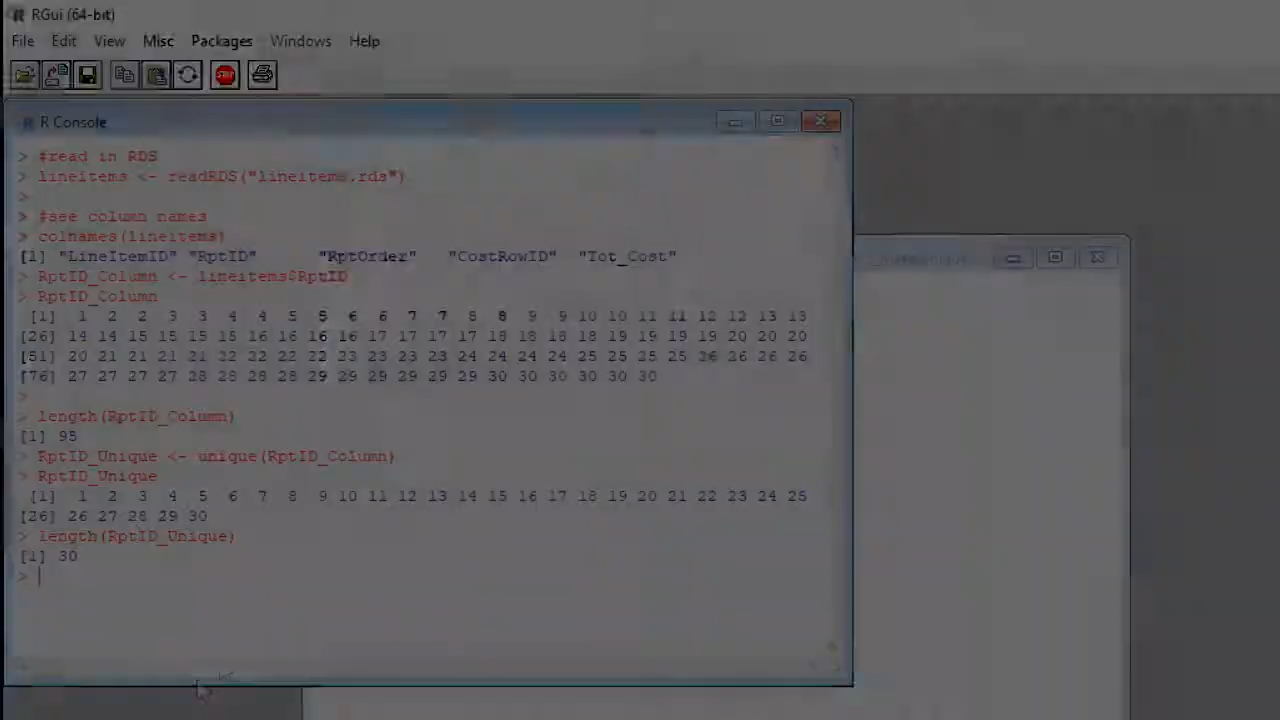 RGui (64-bit)
File Edit View Misc Packages Windows Help
STOP
R Console
> #read in RDS
> lineitems <- readRDS("lineitems.rds")
>
> #see column names
> colnames(lineitems)
[1] "LineItemID" "RptID" "RptOrder" "CostRowID" "Tot_Cost"
> RptID_Column <- lineitems$RptID
> RptID_Column
[1] 1 2 2 3 3 4 4 5 5 6 6 7 7 8 8 9 9 10 10 11 11 12 12 13 13
[26] 14 14 15 15 15 15 16 16 16 16 17 17 17 17 18 18 18 18 19 19 19 19 20 20 20
[51] 20 21 21 21 21 22 22 22 22 23 23 23 23 24 24 24 24 25 25 25 25 26 26 26 26
[76] 27 27 27 27 28 28 28 28 29 29 29 29 29 29 30 30 30 30 30 30
>
> length(RptID_Column)
[1] 95
> RptID_Unique <- unique(RptID_Column)
> RptID_Unique
[1] 1 2 3 4 5 6 7 8 9 10 11 12 13 14 15 16 17 18 19 20 21 22 23 24 25
[26] 26 27 28 29 30
> length(RptID_Unique)
[1] 30
>